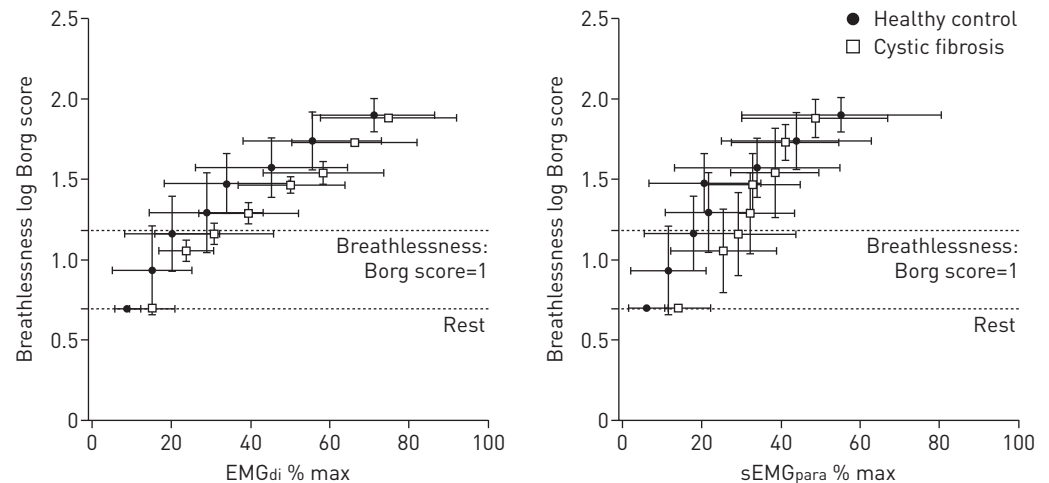 Breathlessness log Borg score
2.5
2.0
1.5
1.0
0.5
0
Breathlessness:
Borg score=1
Rest
0 20 40 60 80 100
EMGdi % max
Breathlessness log Borg score
2.5
2.0
1.5
1.0
0.5
0
Healthy control
Cystic fibrosis
Breathlessness:
Borg score=1
Rest
0 20 40 60 80 100
sEMGpara % max